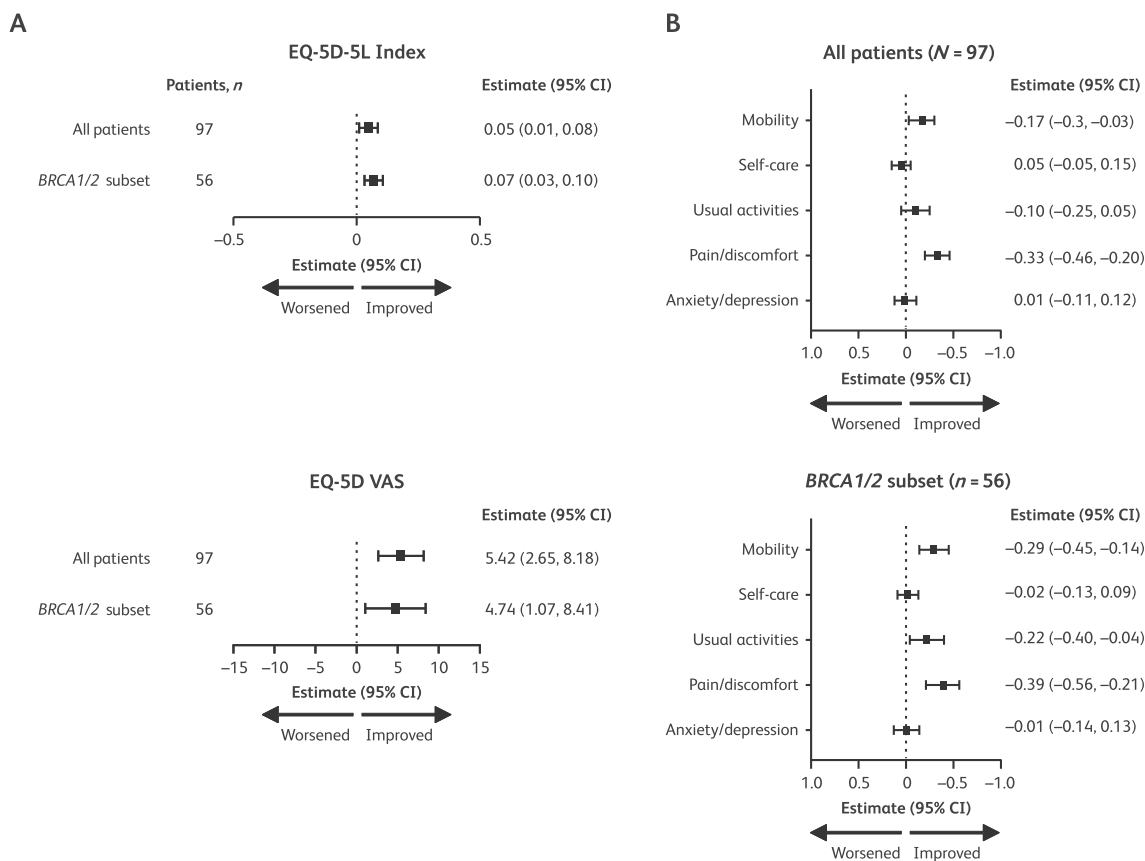 A
EQ-5D-5L Index
Patients, n Estimate (95% CI)
All patients 97 0.05 (0.01, 0.08)
BRCA1/2 subset 56 0.07 (0.03, 0.10)
–0.5 0 0.5
Estimate (95% CI)
Worsened Improved
EQ-5D VAS
Estimate (95% CI)
All patients 97 5.42 (2.65, 8.18)
BRCA1/2 subset 56 4.74 (1.07, 8.41)
–15 –10 –5 0 5 10 15
Estimate (95% CI)
Worsened Improved
B
All patients (N = 97)
Estimate (95% CI)
Mobility –0.17 (–0.3, –0.03)
Self-care 0.05 (–0.05, 0.15)
Usual activities –0.10 (–0.25, 0.05)
Pain/discomfort –0.33 (–0.46, –0.20)
Anxiety/depression 0.01 (–0.11, 0.12)
1.0 0.5 0 –0.5 –1.0
Estimate (95% CI)
Worsened Improved
BRCA1/2 subset (n = 56)
Estimate (95% CI)
Mobility –0.29 (–0.45, –0.14)
Self-care –0.02 (–0.13, 0.09)
Usual activities –0.22 (–0.40, –0.04)
Pain/discomfort –0.39 (–0.56, –0.21)
Anxiety/depression –0.01 (–0.14, 0.13)
1.0 0.5 0 –0.5 –1.0
Estimate (95% CI)
Worsened Improved